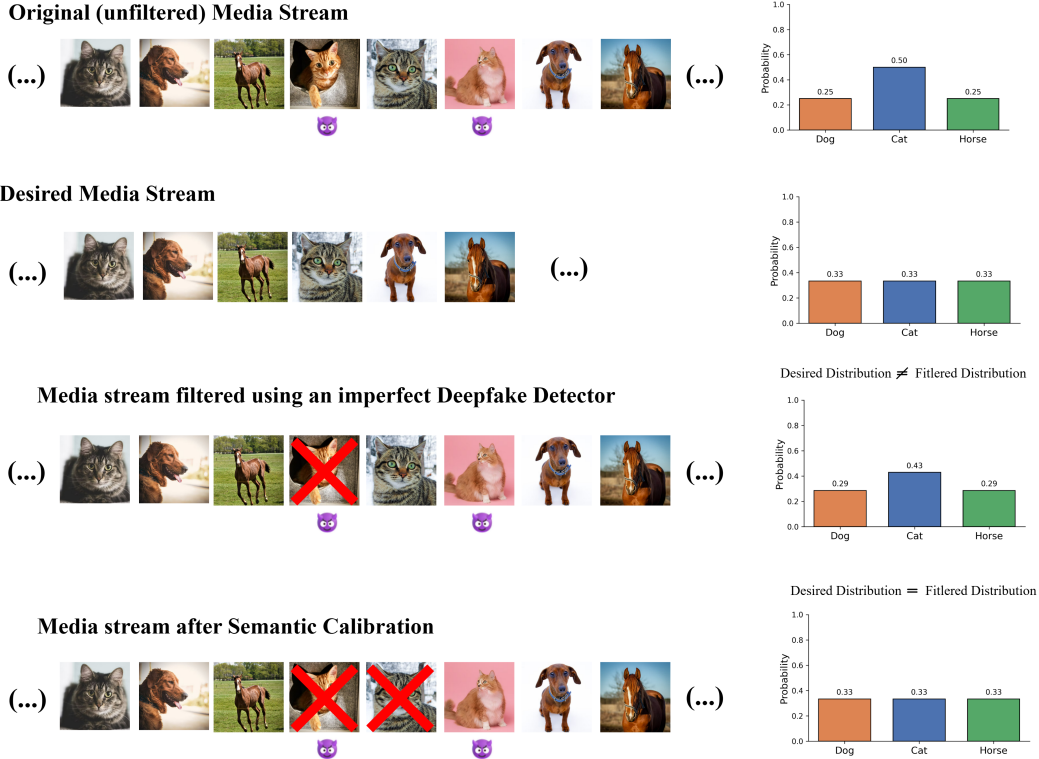 Original (unfiltered) Media Stream
(...)
(...)
Probability
1.0
0.8
0.6
0.4
0.2
0.0
0.25
0.50
0.25
Dog
Cat
Horse
Desired Media Stream
(...)
(...)
Probability
1.0
0.8
0.6
0.4
0.2
0.0
0.33
0.33
0.33
Dog
Cat
Horse
Desired Distribution ≠ Fitlered Distribution
Media stream filtered using an imperfect Deepfake Detector
(...)
(...)
Probability
1.0
0.8
0.6
0.4
0.2
0.0
0.29
0.43
0.29
Dog
Cat
Horse
Desired Distribution = Fitlered Distribution
Media stream after Semantic Calibration
(...)
(...)
Probability
1.0
0.8
0.6
0.4
0.2
0.0
0.33
0.33
0.33
Dog
Cat
Horse